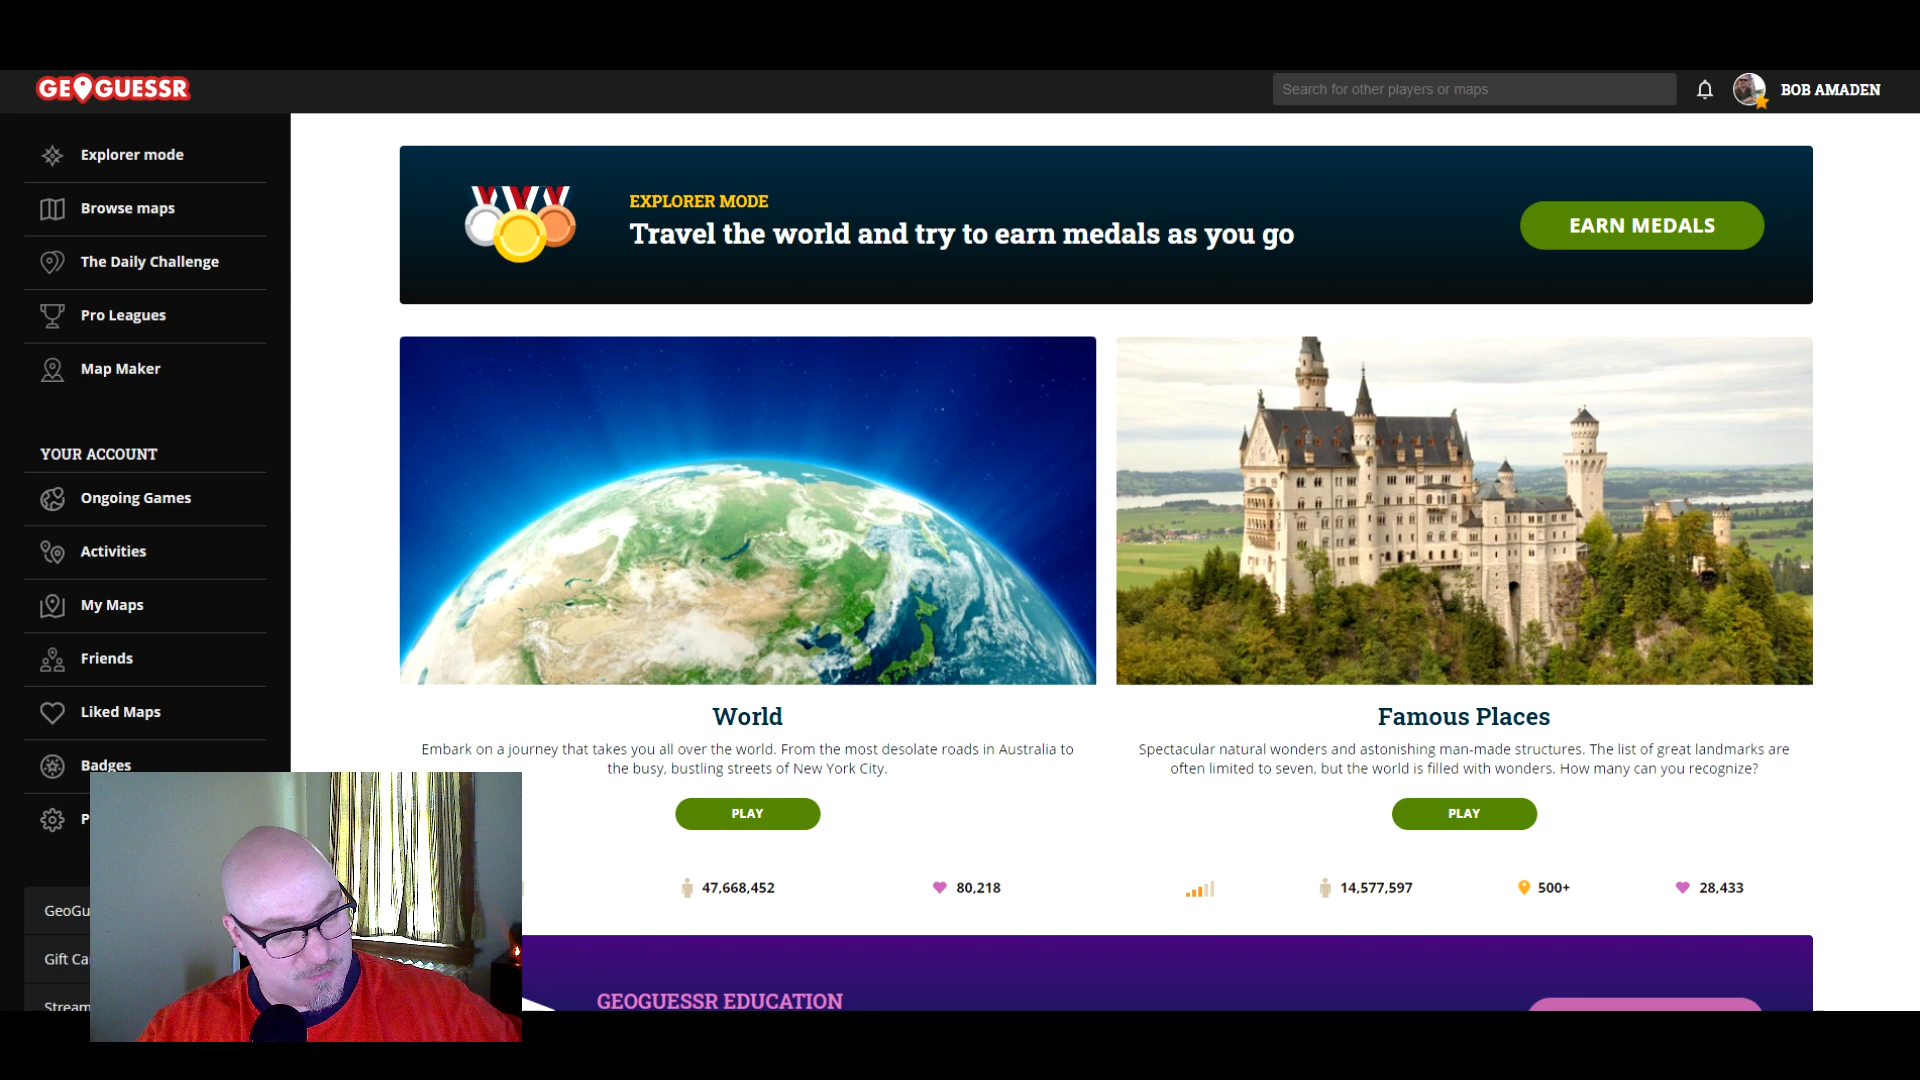 GEOGUESSR
Search for other players or maps
BOB AMADEN
Explorer mode
Browse maps
The Daily Challenge
Pro Leagues
Map Maker
YOUR ACCOUNT
Ongoing Games
Activities
My Maps
Friends
Liked Maps
Badges
P
GeoGu
Gift Ca
Stream
EXPLORER MODE
Travel the world and try to earn medals as you go
EARN MEDALS
World
Embark on a journey that takes you all over the world. From the most desolate roads in Australia to
the busy, bustling streets of New York City.
PLAY
47,668,452
80,218
Famous Places
Spectacular natural wonders and astonishing man-made structures. The list of great landmarks are
often limited to seven, but the world is filled with wonders. How many can you recognize?
PLAY
14,577,597
500+
28,433
GEOGUESSR EDUCATION